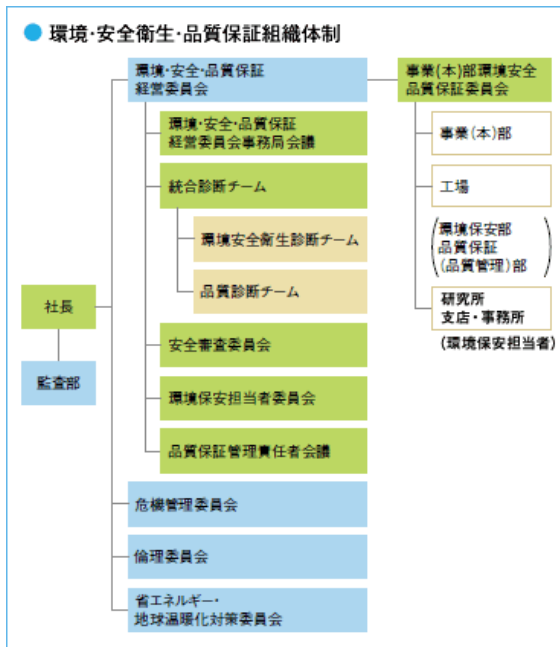 環境・安全衛生・品質保証組織体制
環境・安全・品質保証
経営委員会
事業(本)部環境安全
品質保証委員会
環境・安全・品質保証
経営委員会事務局会議
事業(本)部
統合診断チーム
工場
環境安全衛生診断チーム
(環境保安部
品質保証
(品質管理)部)
品質診断チーム
社長
研究所
支店・事務所
(環境保安担当者)
安全審査委員会
監査部
環境保安担当者委員会
品質保証管理責任者会議
危機管理委員会
倫理委員会
省エネルギー・
地球温暖化対策委員会